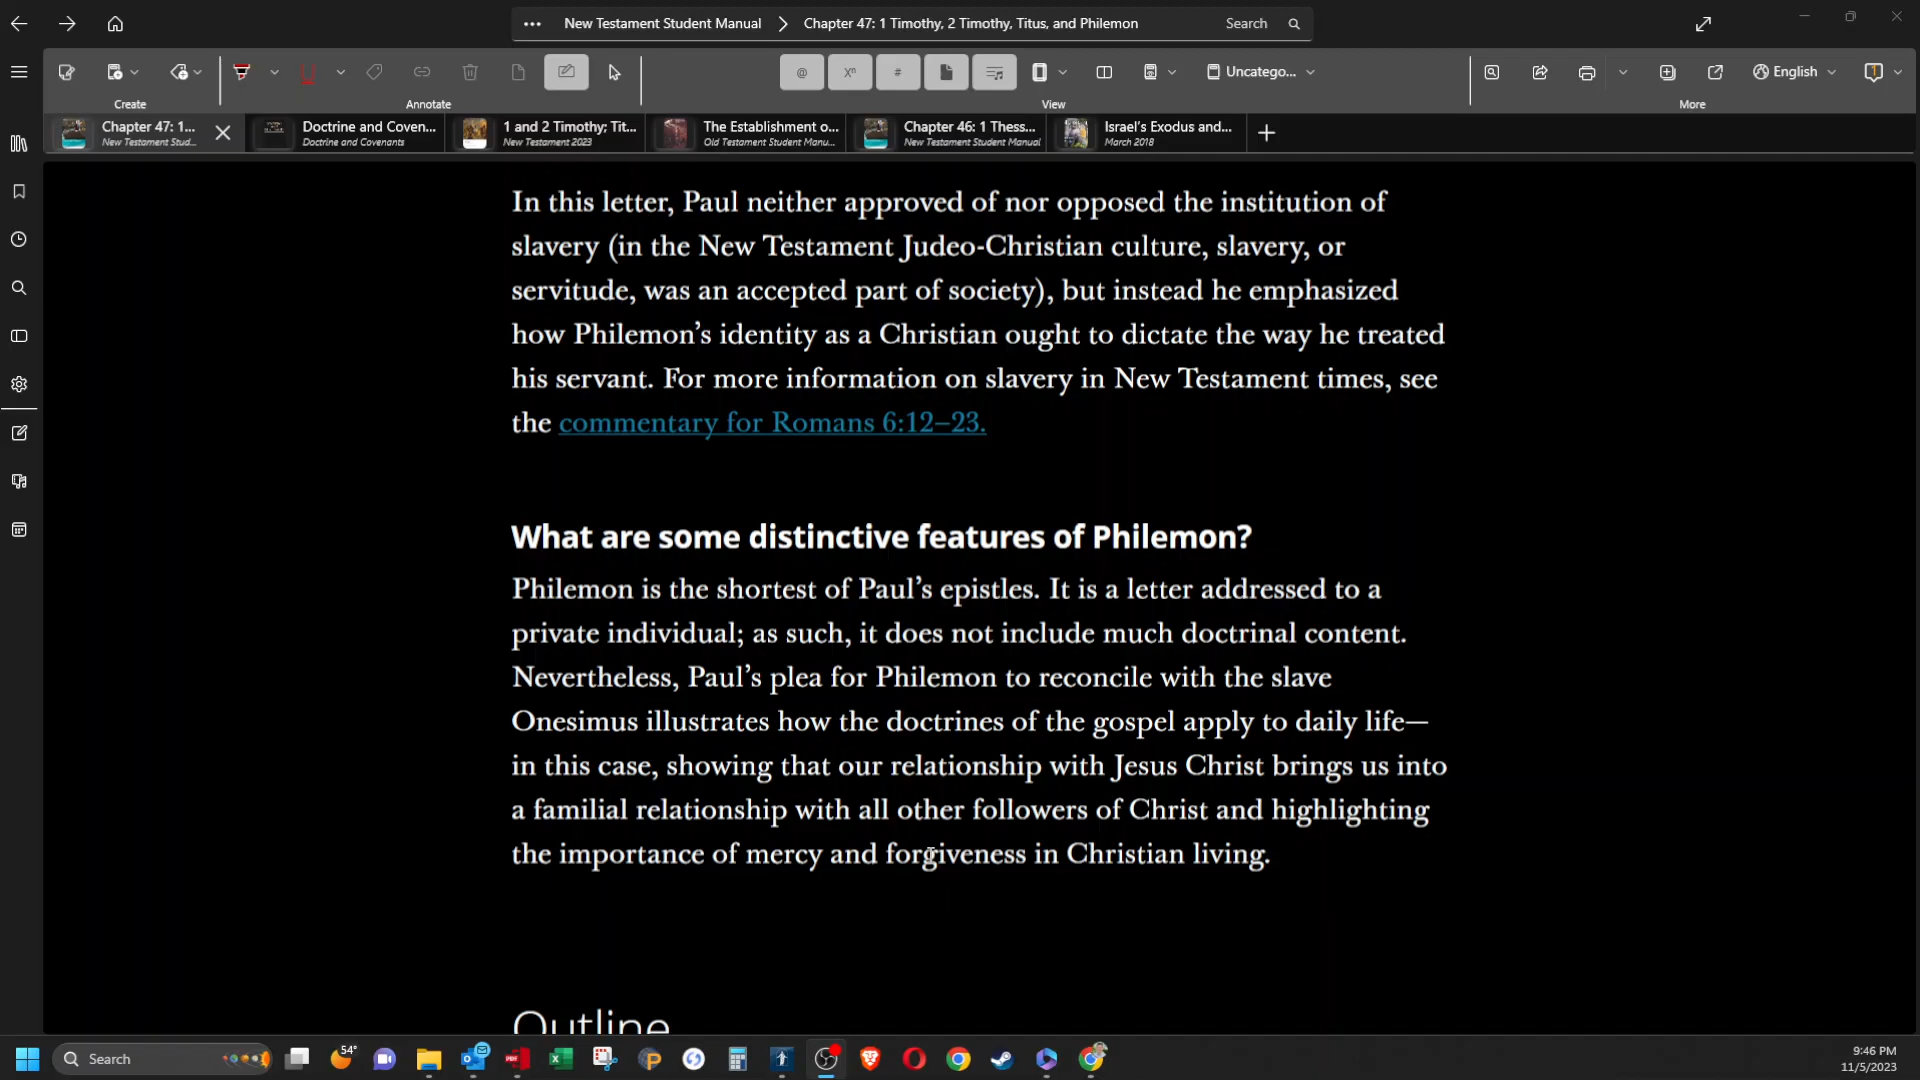 New Testament Student Manual
Chapter 47: 1 Timothy, 2 Timothy, Titus, and Philemon
Search
@
Xⁿ
#
Uncatego...
English
1
Create
Annotate
View
More
Chapter 47: 1...
New Testament Stud...
Doctrine and Coven...
Doctrine and Covenants
1 and 2 Timothy; Tit...
New Testament 2023
The Establishment o...
Old Testament Student Manu...
Chapter 46: 1 Thess...
New Testament Student Manual
Israel's Exodus and...
March 2018
In this letter, Paul neither approved of nor opposed the institution of
slavery (in the New Testament Judeo-Christian culture, slavery, or
servitude, was an accepted part of society), but instead he emphasized
how Philemon’s identity as a Christian ought to dictate the way he treated
his servant. For more information on slavery in New Testament times, see
the commentary for Romans 6:12–23.
What are some distinctive features of Philemon?
Philemon is the shortest of Paul’s epistles. It is a letter addressed to a
private individual; as such, it does not include much doctrinal content.
Nevertheless, Paul’s plea for Philemon to reconcile with the slave
Onesimus illustrates how the doctrines of the gospel apply to daily life—
in this case, showing that our relationship with Jesus Christ brings us into
a familial relationship with all other followers of Christ and highlighting
the importance of mercy and forgiveness in Christian living.
Outline
Search
54°
PDF
9:46 PM
11/5/2023